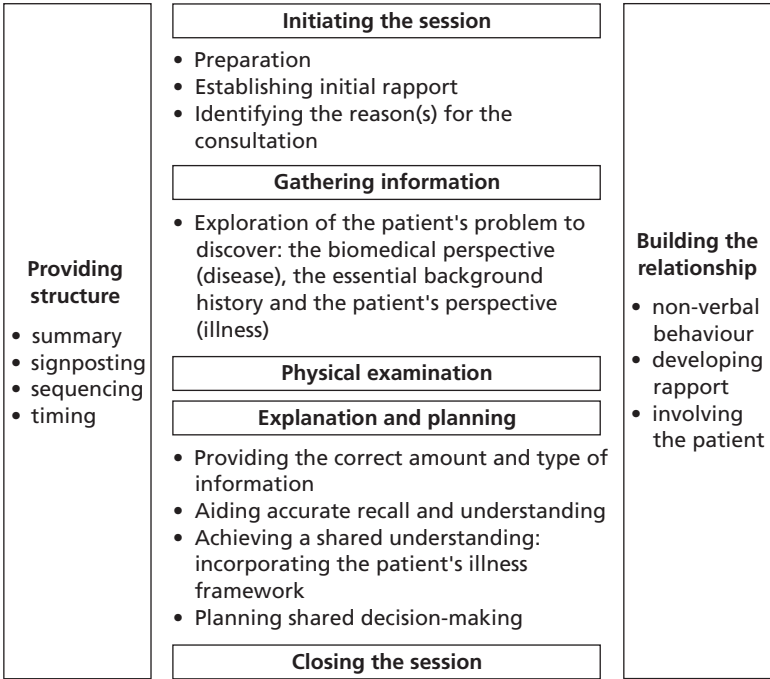 Providing
structure
• summary
• signposting
• sequencing
• timing
Initiating the session
• Preparation
• Establishing initial rapport
• Identifying the reason(s) for the
consultation
Gathering information
• Exploration of the patient's problem to
discover: the biomedical perspective
(disease), the essential background
history and the patient's perspective
(illness)
Physical examination
Explanation and planning
• Providing the correct amount and type of
information
• Aiding accurate recall and understanding
• Achieving a shared understanding:
incorporating the patient's illness
framework
• Planning shared decision-making
Closing the session
Building the
relationship
• non-verbal
behaviour
• developing
rapport
• involving
the patient